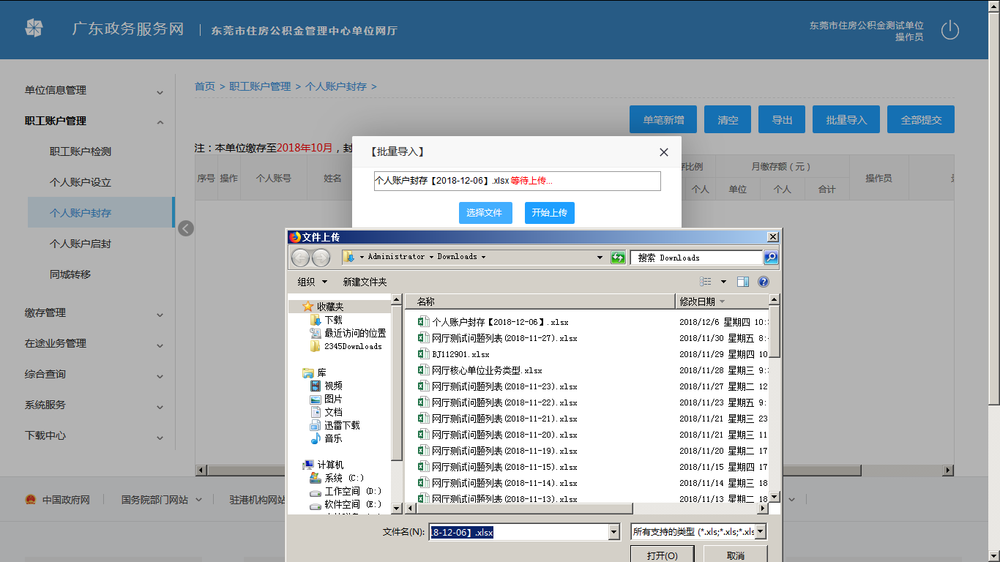 广东政务服务网 | 东莞市住房公积金管理中心单位网厅
东莞市住房公积金测试单位
操作员
单位信息管理
职工账户管理
职工账户检测
个人账户设立
个人账户封存
个人账户启封
同城转移
缴存管理
在途业务管理
综合查询
系统服务
下载中心
首页 > 职工账户管理 > 个人账户封存 >
单笔新增 清空 导出 批量导入 全部提交
注：本单位缴存至2018年10月，封
序号 操作 个人账号 姓名 存比例 月缴存额（元） 操作员
个人 单位 个人 合计
【批量导入】
个人账户封存【2018-12-06】.xlsx 等待上传...
选择文件 开始上传
文件上传
Administrator Downloads
搜索 Downloads
组织 新建文件夹
收藏夹
下载
最近访问的位置
2345Downloads
库
视频
图片
文档
迅雷下载
音乐
计算机
系统 (C:)
工作空间 (D:)
软件空间 (E:)
名称 修改日期
个人账户封存【2018-12-06】.xlsx 2018/12/6 星期四 10:
网厅测试问题列表(2018-11-27).xlsx 2018/11/30 星期五 8:
BJ112901.xlsx 2018/11/29 星期四 10
网厅核心单位业务类型.xlsx 2018/11/28 星期三 9:
网厅测试问题列表(2018-11-23).xlsx 2018/11/27 星期二 12
网厅测试问题列表(2018-11-22).xlsx 2018/11/23 星期五 9:
网厅测试问题列表(2018-11-21).xlsx 2018/11/21 星期三 23
网厅测试问题列表(2018-11-20).xlsx 2018/11/21 星期三 11
网厅测试问题列表(2018-11-19).xlsx 2018/11/20 星期二 17
网厅测试问题列表(2018-11-15).xlsx 2018/11/15 星期四 17
网厅测试问题列表(2018-11-14).xlsx 2018/11/14 星期三 18
网厅测试问题列表(2018-11-13).xlsx 2018/11/13 星期二 18
文件名(N): 18-12-06】.xlsx 所有支持的类型 (*.xls;*.xls;*.xls
打开(O) 取消
中国政府网 国务院部门网站 驻港机构网站